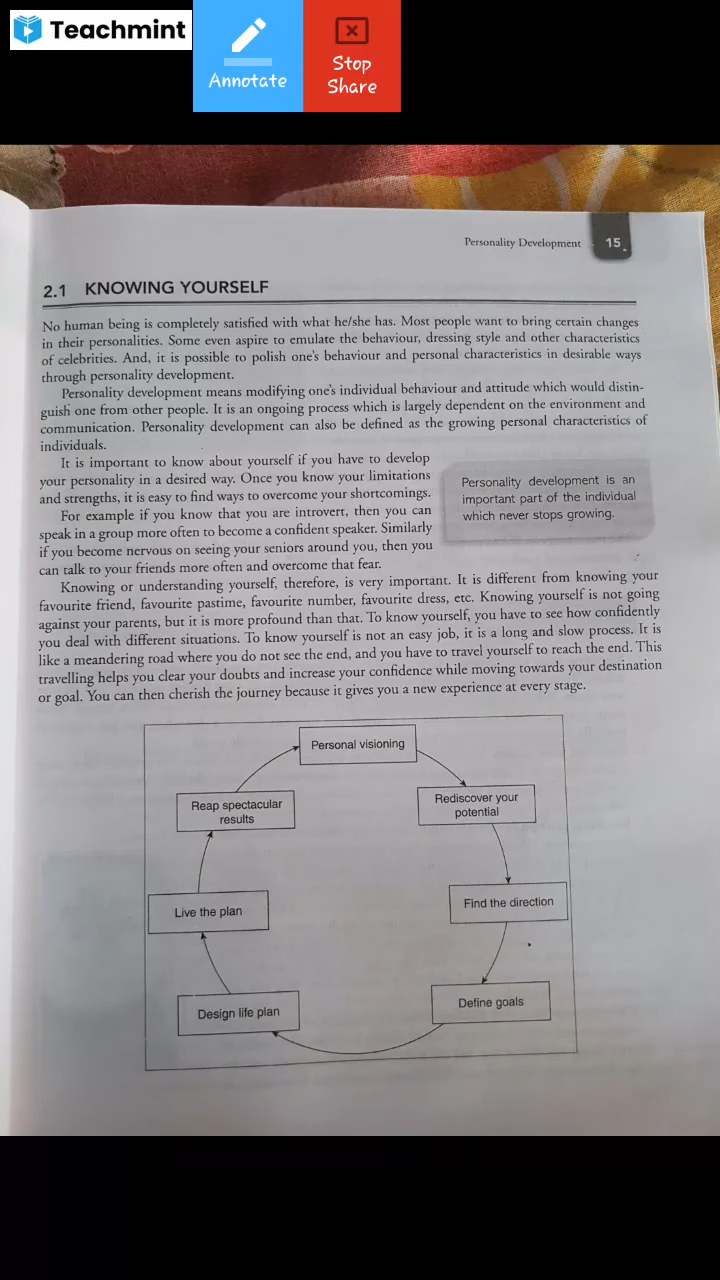 Teachmint
Annotate
Stop
Share
Personality Development 15
2.1 KNOWING YOURSELF
No human being is completely satisfied with what he/she has. Most people want to bring certain changes
in their personalities. Some even aspire to emulate the behaviour, dressing style and other characteristics
of celebrities. And, it is possible to polish one's behaviour and personal characteristics in desirable ways
through personality development.
Personality development means modifying one's individual behaviour and attitude which would distin-
guish one from other people. It is an ongoing process which is largely dependent on the environment and
communication. Personality development can also be defined as the growing personal characteristics of
individuals.
It is important to know about yourself if you have to develop
your personality in a desired way. Once you know your limitations
and strengths, it is easy to find ways to overcome your shortcomings.
For example if you know that you are introvert, then you can
speak in a group more often to become a confident speaker. Similarly
if you become nervous on seeing your seniors around you, then you
can talk to your friends more often and overcome that fear.
Personality development is an
important part of the individual
which never stops growing.
Knowing or understanding yourself, therefore, is very important. It is different from knowing your
favourite friend, favourite pastime, favourite number, favourite dress, etc. Knowing yourself is not going
against your parents, but it is more profound than that. To know yourself, you have to see how confidently
you deal with different situations. To know yourself is not an easy job, it is a long and slow process. It is
like a meandering road where you do not see the end, and you have to travel yourself to reach the end. This
travelling helps you clear your doubts and increase your confidence while moving towards your destination
or goal. You can then cherish the journey because it gives you a new experience at every stage.
Personal visioning
Rediscover your
potential
Find the direction
Define goals
Design life plan
Live the plan
Reap spectacular
results